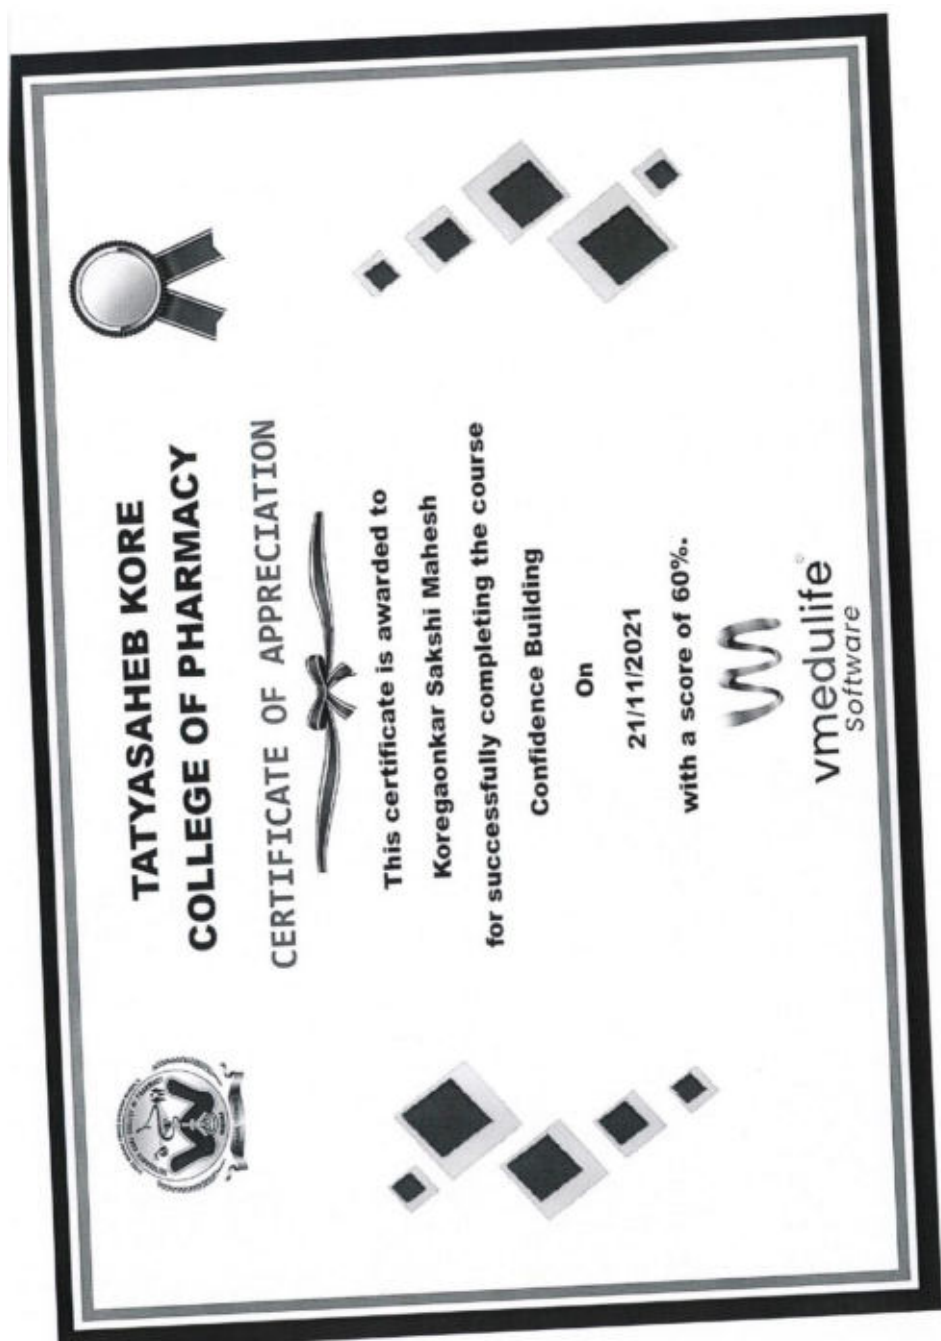 TATYASAHEB KORE
COLLEGE OF PHARMACY
CERTIFICATE OF APPRECIATION
This certificate is awarded to
Koregaonkar Sakshi Mahesh
for successfully completing the course
Confidence Building
On
21/11/2021
with a score of 60%.
vmedulife®
Software